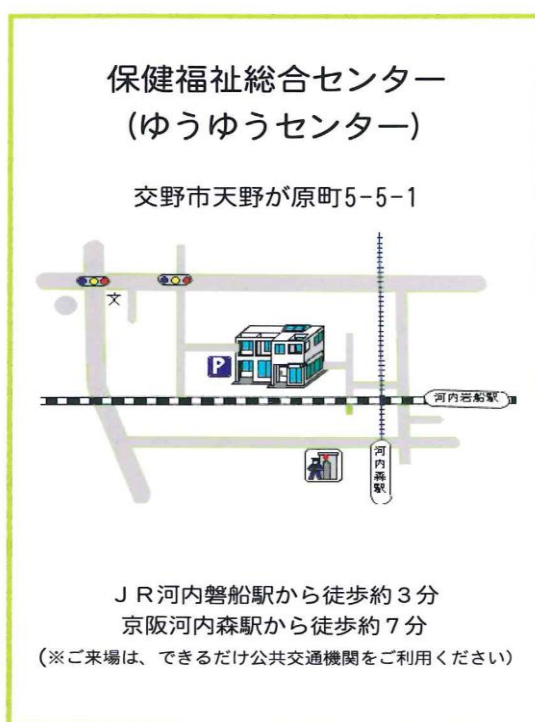 保健福祉総合センター
(ゆうゆうセンター)
交野市天野が原町5-5-1
文
P
河内岩船駅
河内森駅
ＪＲ河内磐船駅から徒歩約３分
京阪河内森駅から徒歩約７分
(※ご来場は、できるだけ公共交通機関をご利用ください)